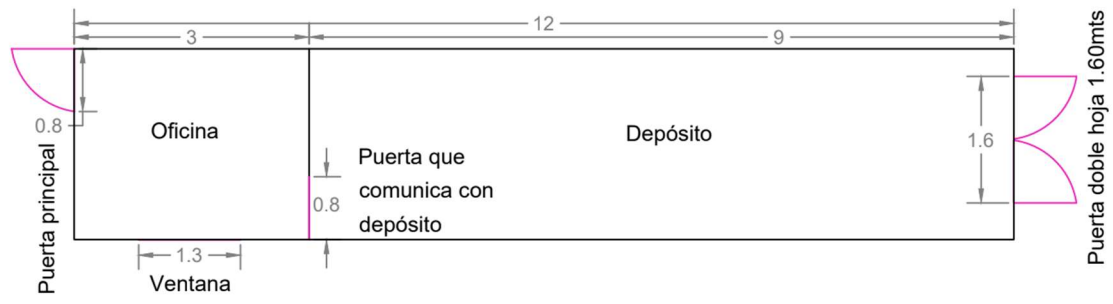 12
3
9
0.8
Oficina
Depósito
1.6
Puerta que
comunica con
depósito
0.8
1.3
Ventana
Puerta principal
Puerta doble hoja 1.60mts